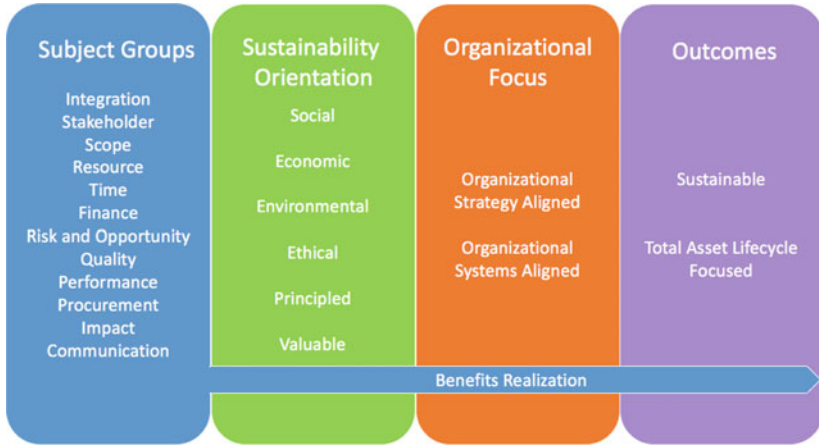 Subject Groups
Integration
Stakeholder
Scope
Resource
Time
Finance
Risk and Opportunity
Quality
Performance
Procurement
Impact
Communication
Sustainability
Orientation
Social
Economic
Environmental
Ethical
Principled
Valuable
Organizational
Focus
Organizational
Strategy Aligned
Organizational
Systems Aligned
Outcomes
Sustainable
Total Asset Lifecycle
Focused
Benefits Realization